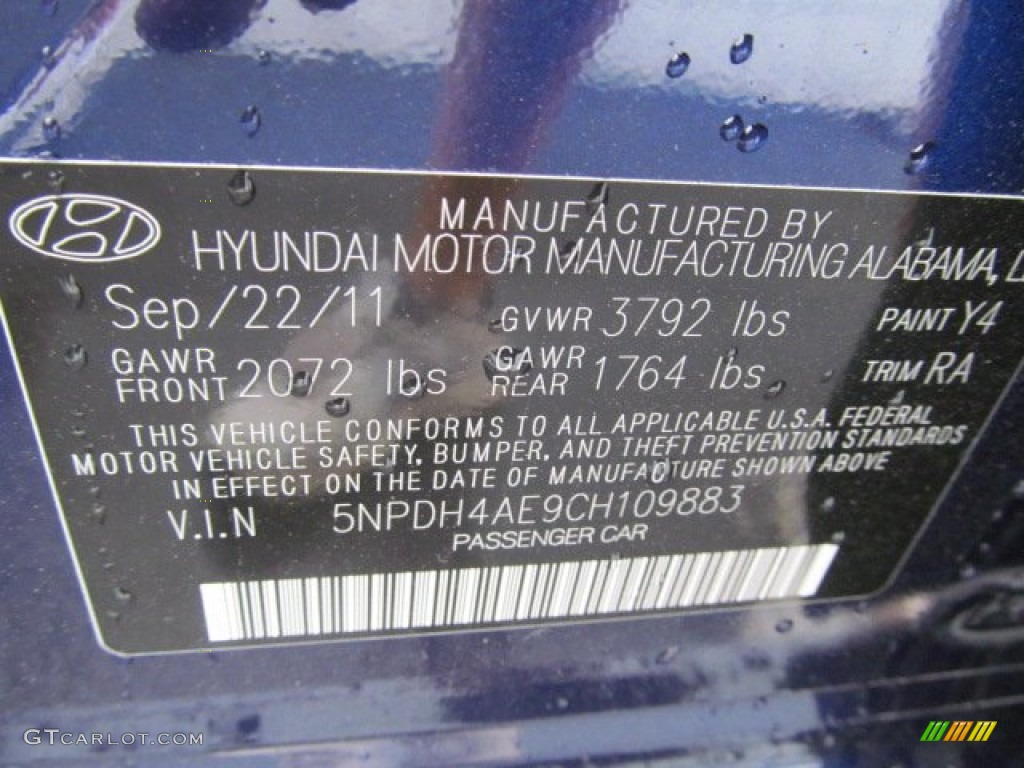 MANUFACTURED BY
HYUNDAI MOTOR MANUFACTURING ALABAMA,
Sep/22/11 GVWR 3792 lbs PAINT Y4
GAWR FRONT 2072 lbs GAWR REAR 1764 lbs TRIM RA
THIS VEHICLE CONFORMS TO ALL APPLICABLE U.S.A. FEDERAL
MOTOR VEHICLE SAFETY, BUMPER, AND THEFT PREVENTION STANDARDS
IN EFFECT ON THE DATE OF MANUFACTURE SHOWN ABOVE
V.I.N 5NPDH4AE9CH109883
PASSENGER CAR
GTCARLOT.COM